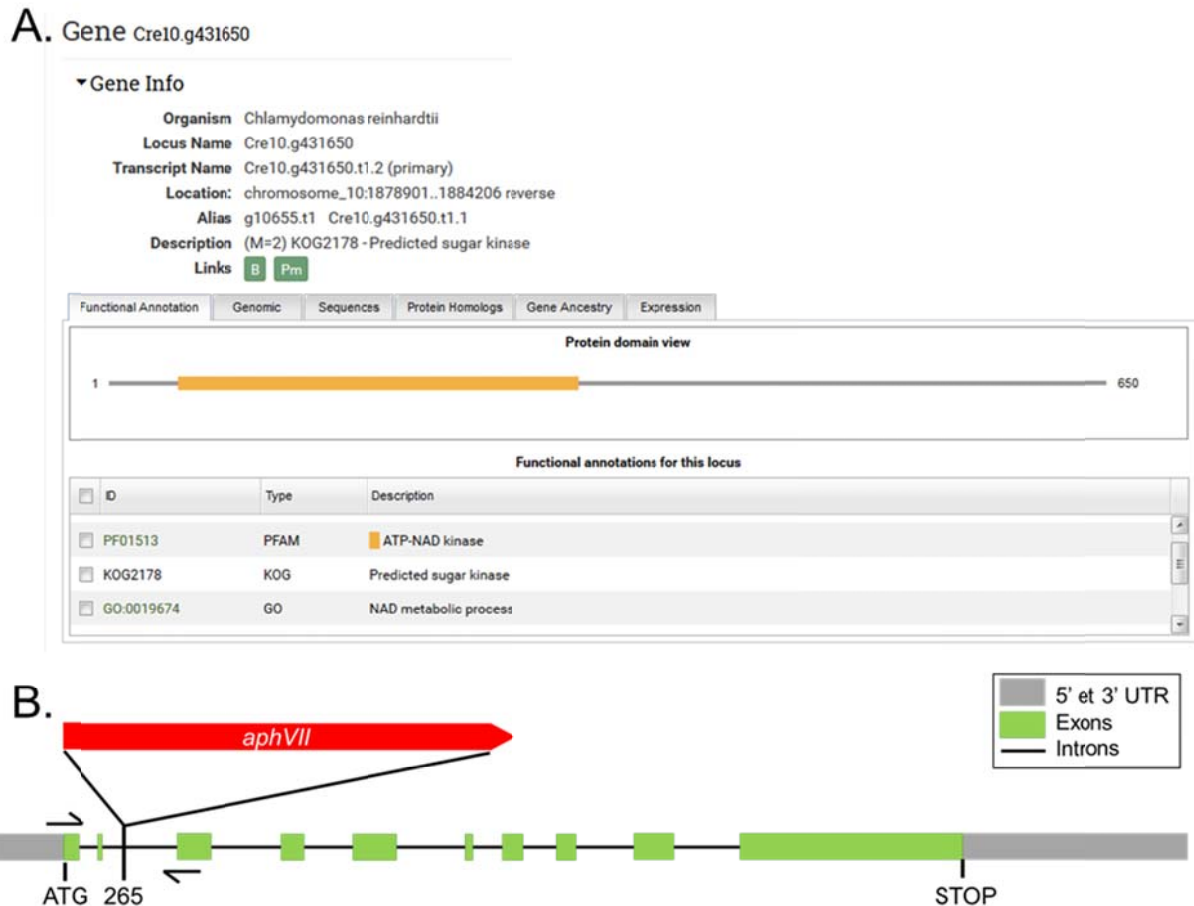 A.
Gene Cre10.g431650
Gene Info
Organism Chlamydomonas reinhardtii
Locus Name Cre10.g431650
Transcript Name Cre10.g431650.t1.2 (primary)
Location: chromosome_10:1878901..1884206 reverse
Alias g10655.t1 Cre10.g431650.t1.1
Description (M=2) KOG2178 - Predicted sugar kinase
Links B Pm
Functional Annotation Genomic Sequences Protein Homologs Gene Ancestry Expression
Protein domain view
1 650
Functional annotations for this locus
ID Type Description
PF01513 PFAM ATP-NAD kinase
KOG2178 KOG Predicted sugar kinase
GO:0019674 GO NAD metabolic process
B.
aphVII
5' et 3' UTR
Exons
Introns
ATG 265 STOP